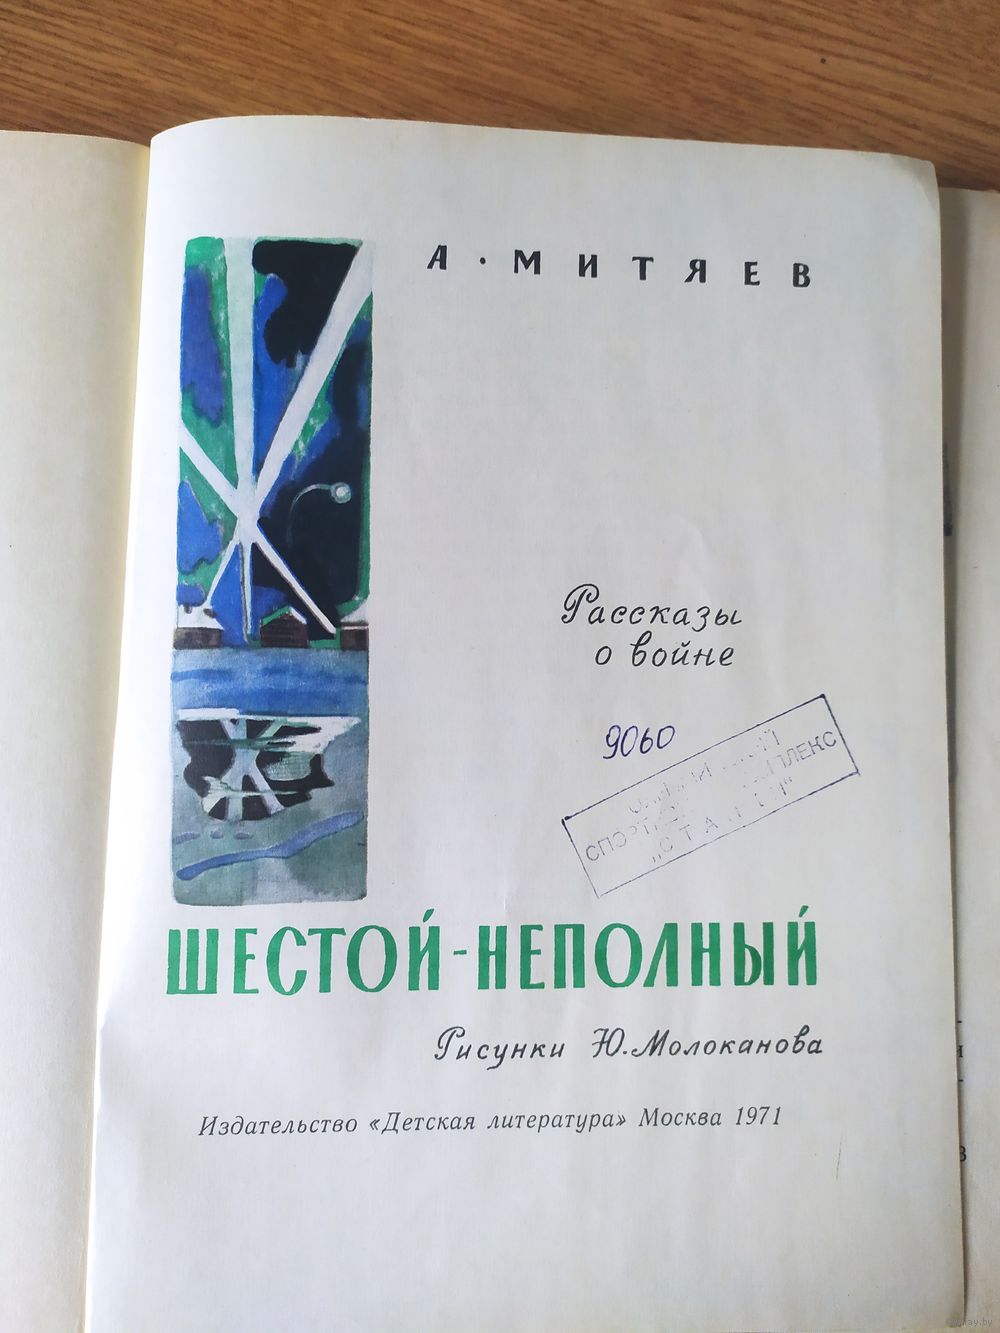 А · МИТЯЕВ
Рассказы
о войне
9060
ШЕСТОЙ-НЕПОЛНЫЙ
Рисунки Ю. Молоканова
Издательство «Детская литература» Москва 1971